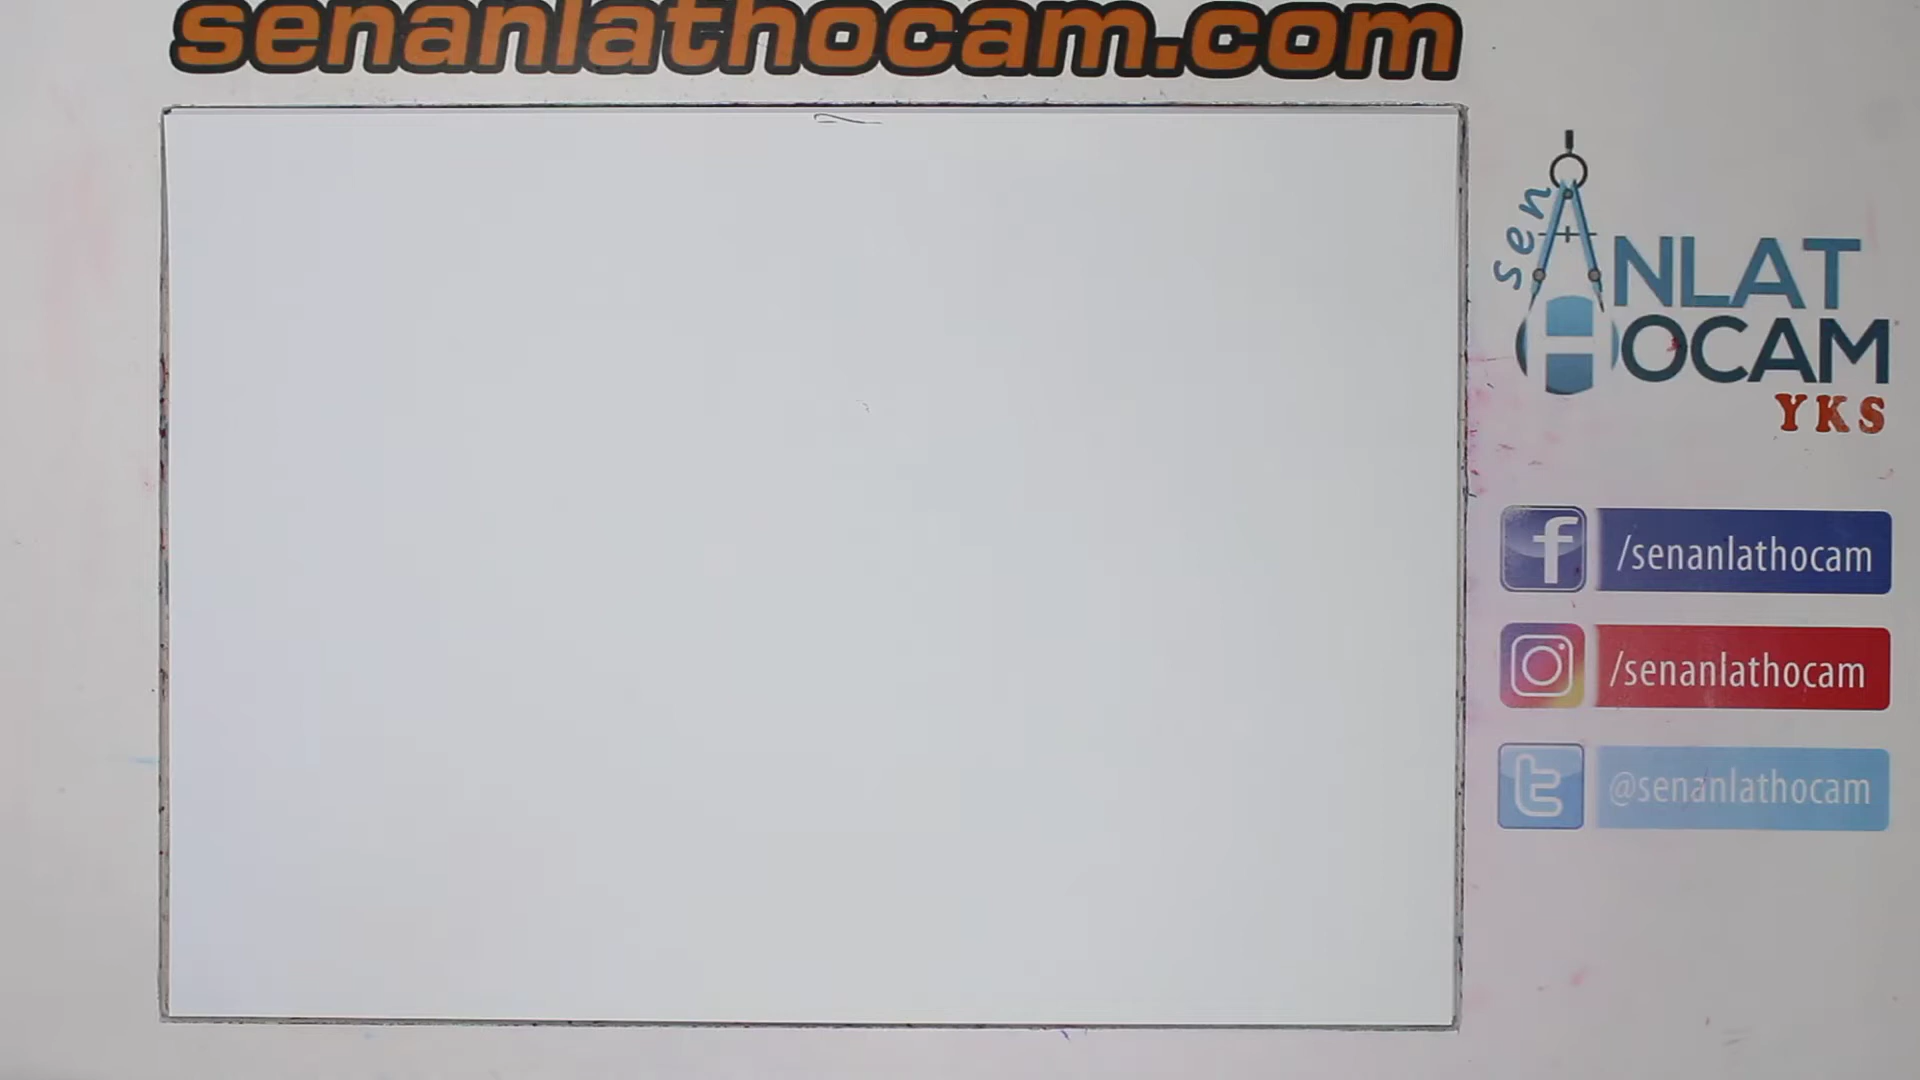 senanlathocam.com
sen
ANLAT
HOCAM
YKS
f /senanlathocam
/senanlathocam
t @senanlathocam